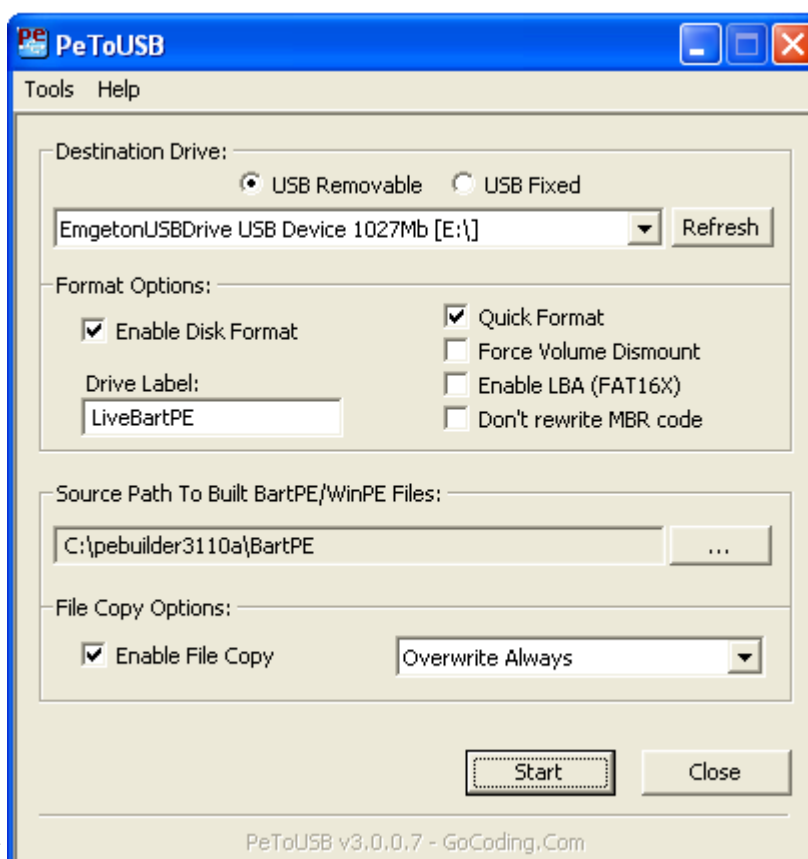 PeToUSB
Tools Help
Destination Drive:
USB Removable USB Fixed
EmgetonUSBDrive USB Device 1027Mb [E:\] Refresh
Format Options:
Enable Disk Format
Quick Format
Force Volume Dismount
Drive Label:
Enable LBA (FAT16X)
LiveBartPE
Don't rewrite MBR code
Source Path To Built BartPE/WinPE Files:
C:\pebuilder3110a\BartPE ...
File Copy Options:
Enable File Copy Overwrite Always
Start Close
PeToUSB v3.0.0.7 - GoCoding.Com